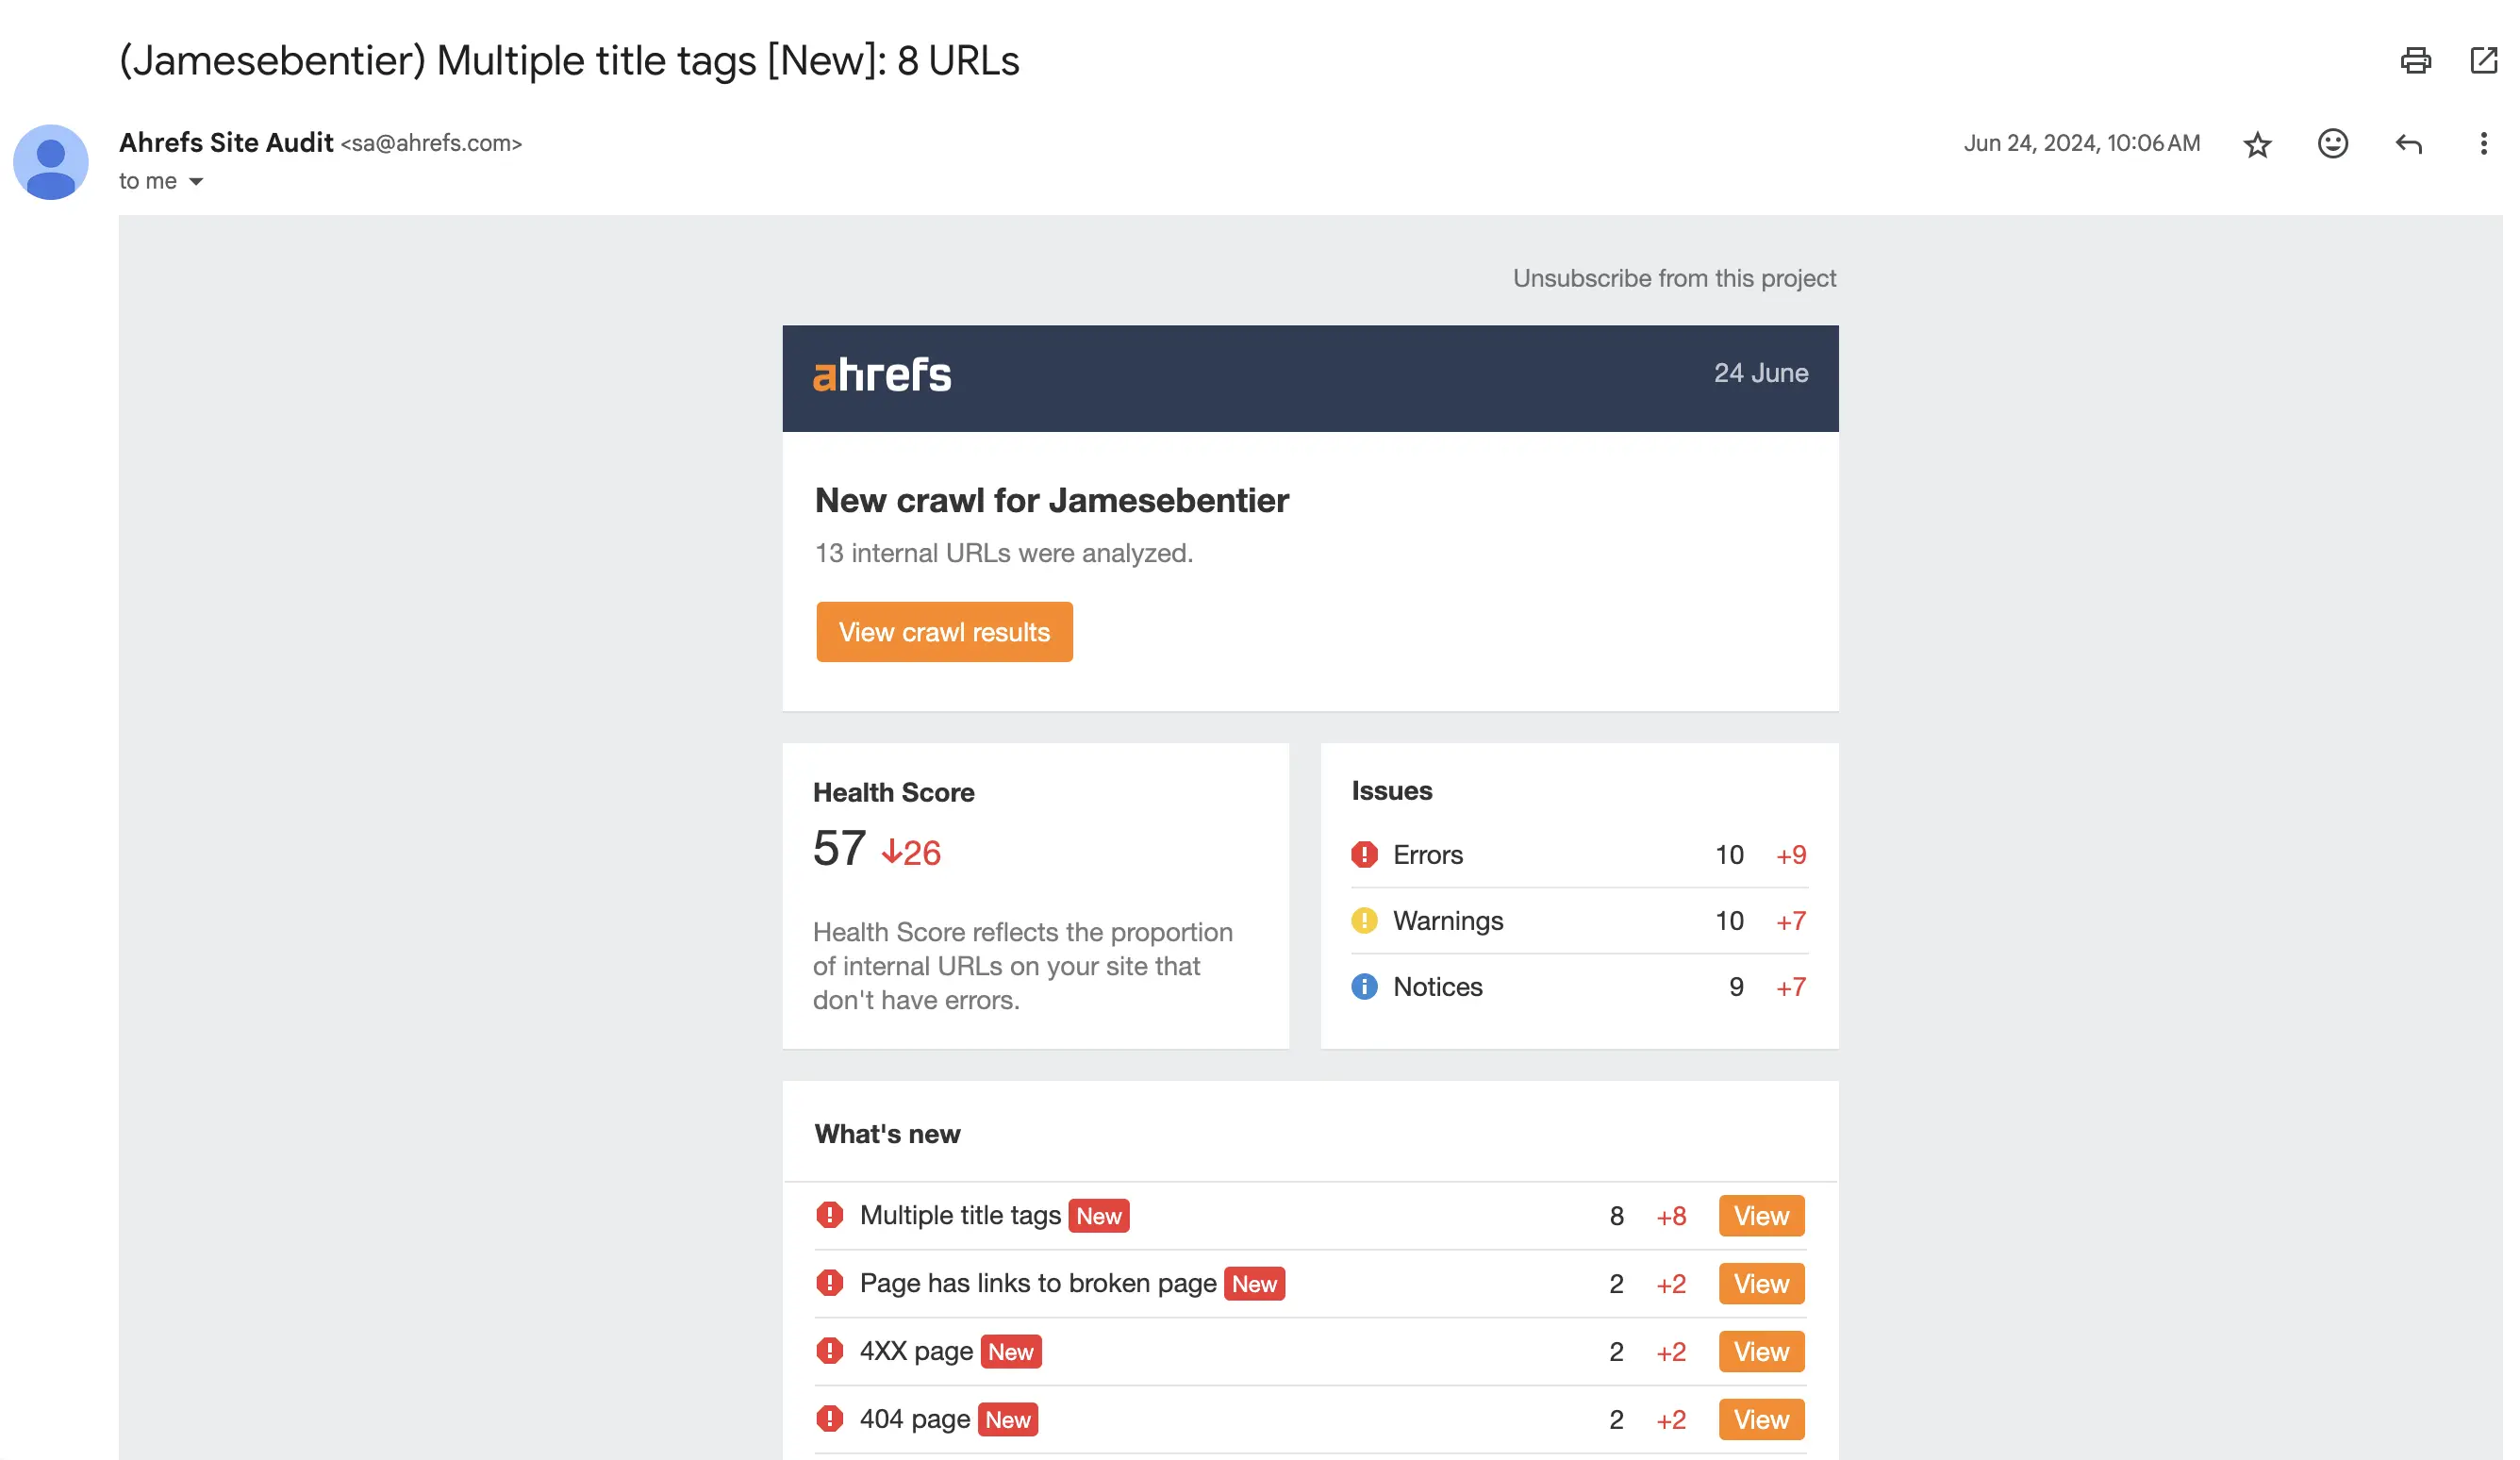 (Jamesebentier) Multiple title tags [New]: 8 URLs
Ahrefs Site Audit <sa@ahrefs.com>
Jun 24, 2024, 10:06 AM
to me
Unsubscribe from this project
ahrefs
24 June
New crawl for Jamesebentier
13 internal URLs were analyzed.
View crawl results
Health Score
57 ↓26
Health Score reflects the proportion
of internal URLs on your site that
don't have errors.
Issues
Errors 10 +9
Warnings 10 +7
Notices 9 +7
What's new
Multiple title tags New 8 +8 View
Page has links to broken page New 2 +2 View
4XX page New 2 +2 View
404 page New 2 +2 View